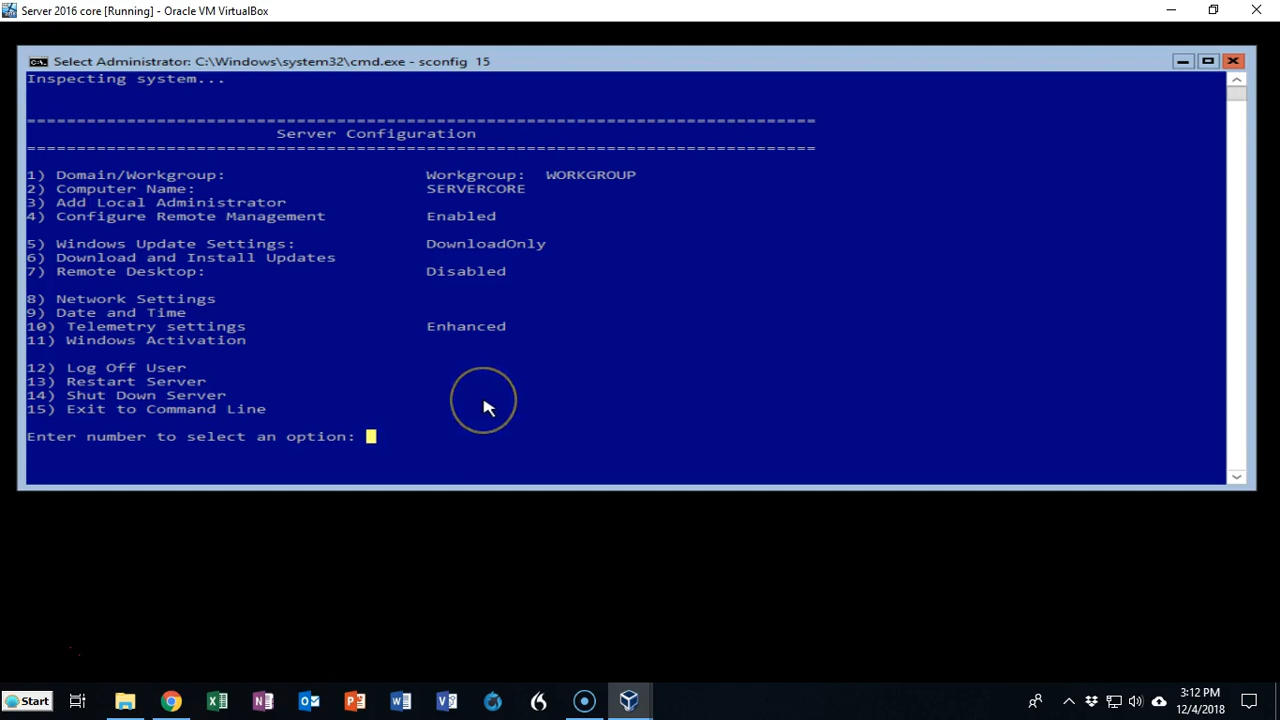 Server 2016 core [Running] - Oracle VM VirtualBox
Select Administrator: C:\Windows\system32\cmd.exe - sconfig 15
Inspecting system...
===============================================================================
Server Configuration
===============================================================================
1) Domain/Workgroup: Workgroup: WORKGROUP
2) Computer Name: SERVERCORE
3) Add Local Administrator
4) Configure Remote Management Enabled
5) Windows Update Settings: DownloadOnly
6) Download and Install Updates
7) Remote Desktop: Disabled
8) Network Settings
9) Date and Time
10) Telemetry settings Enhanced
11) Windows Activation
12) Log Off User
13) Restart Server
14) Shut Down Server
15) Exit to Command Line
Enter number to select an option:
Start
3:12 PM
12/4/2018